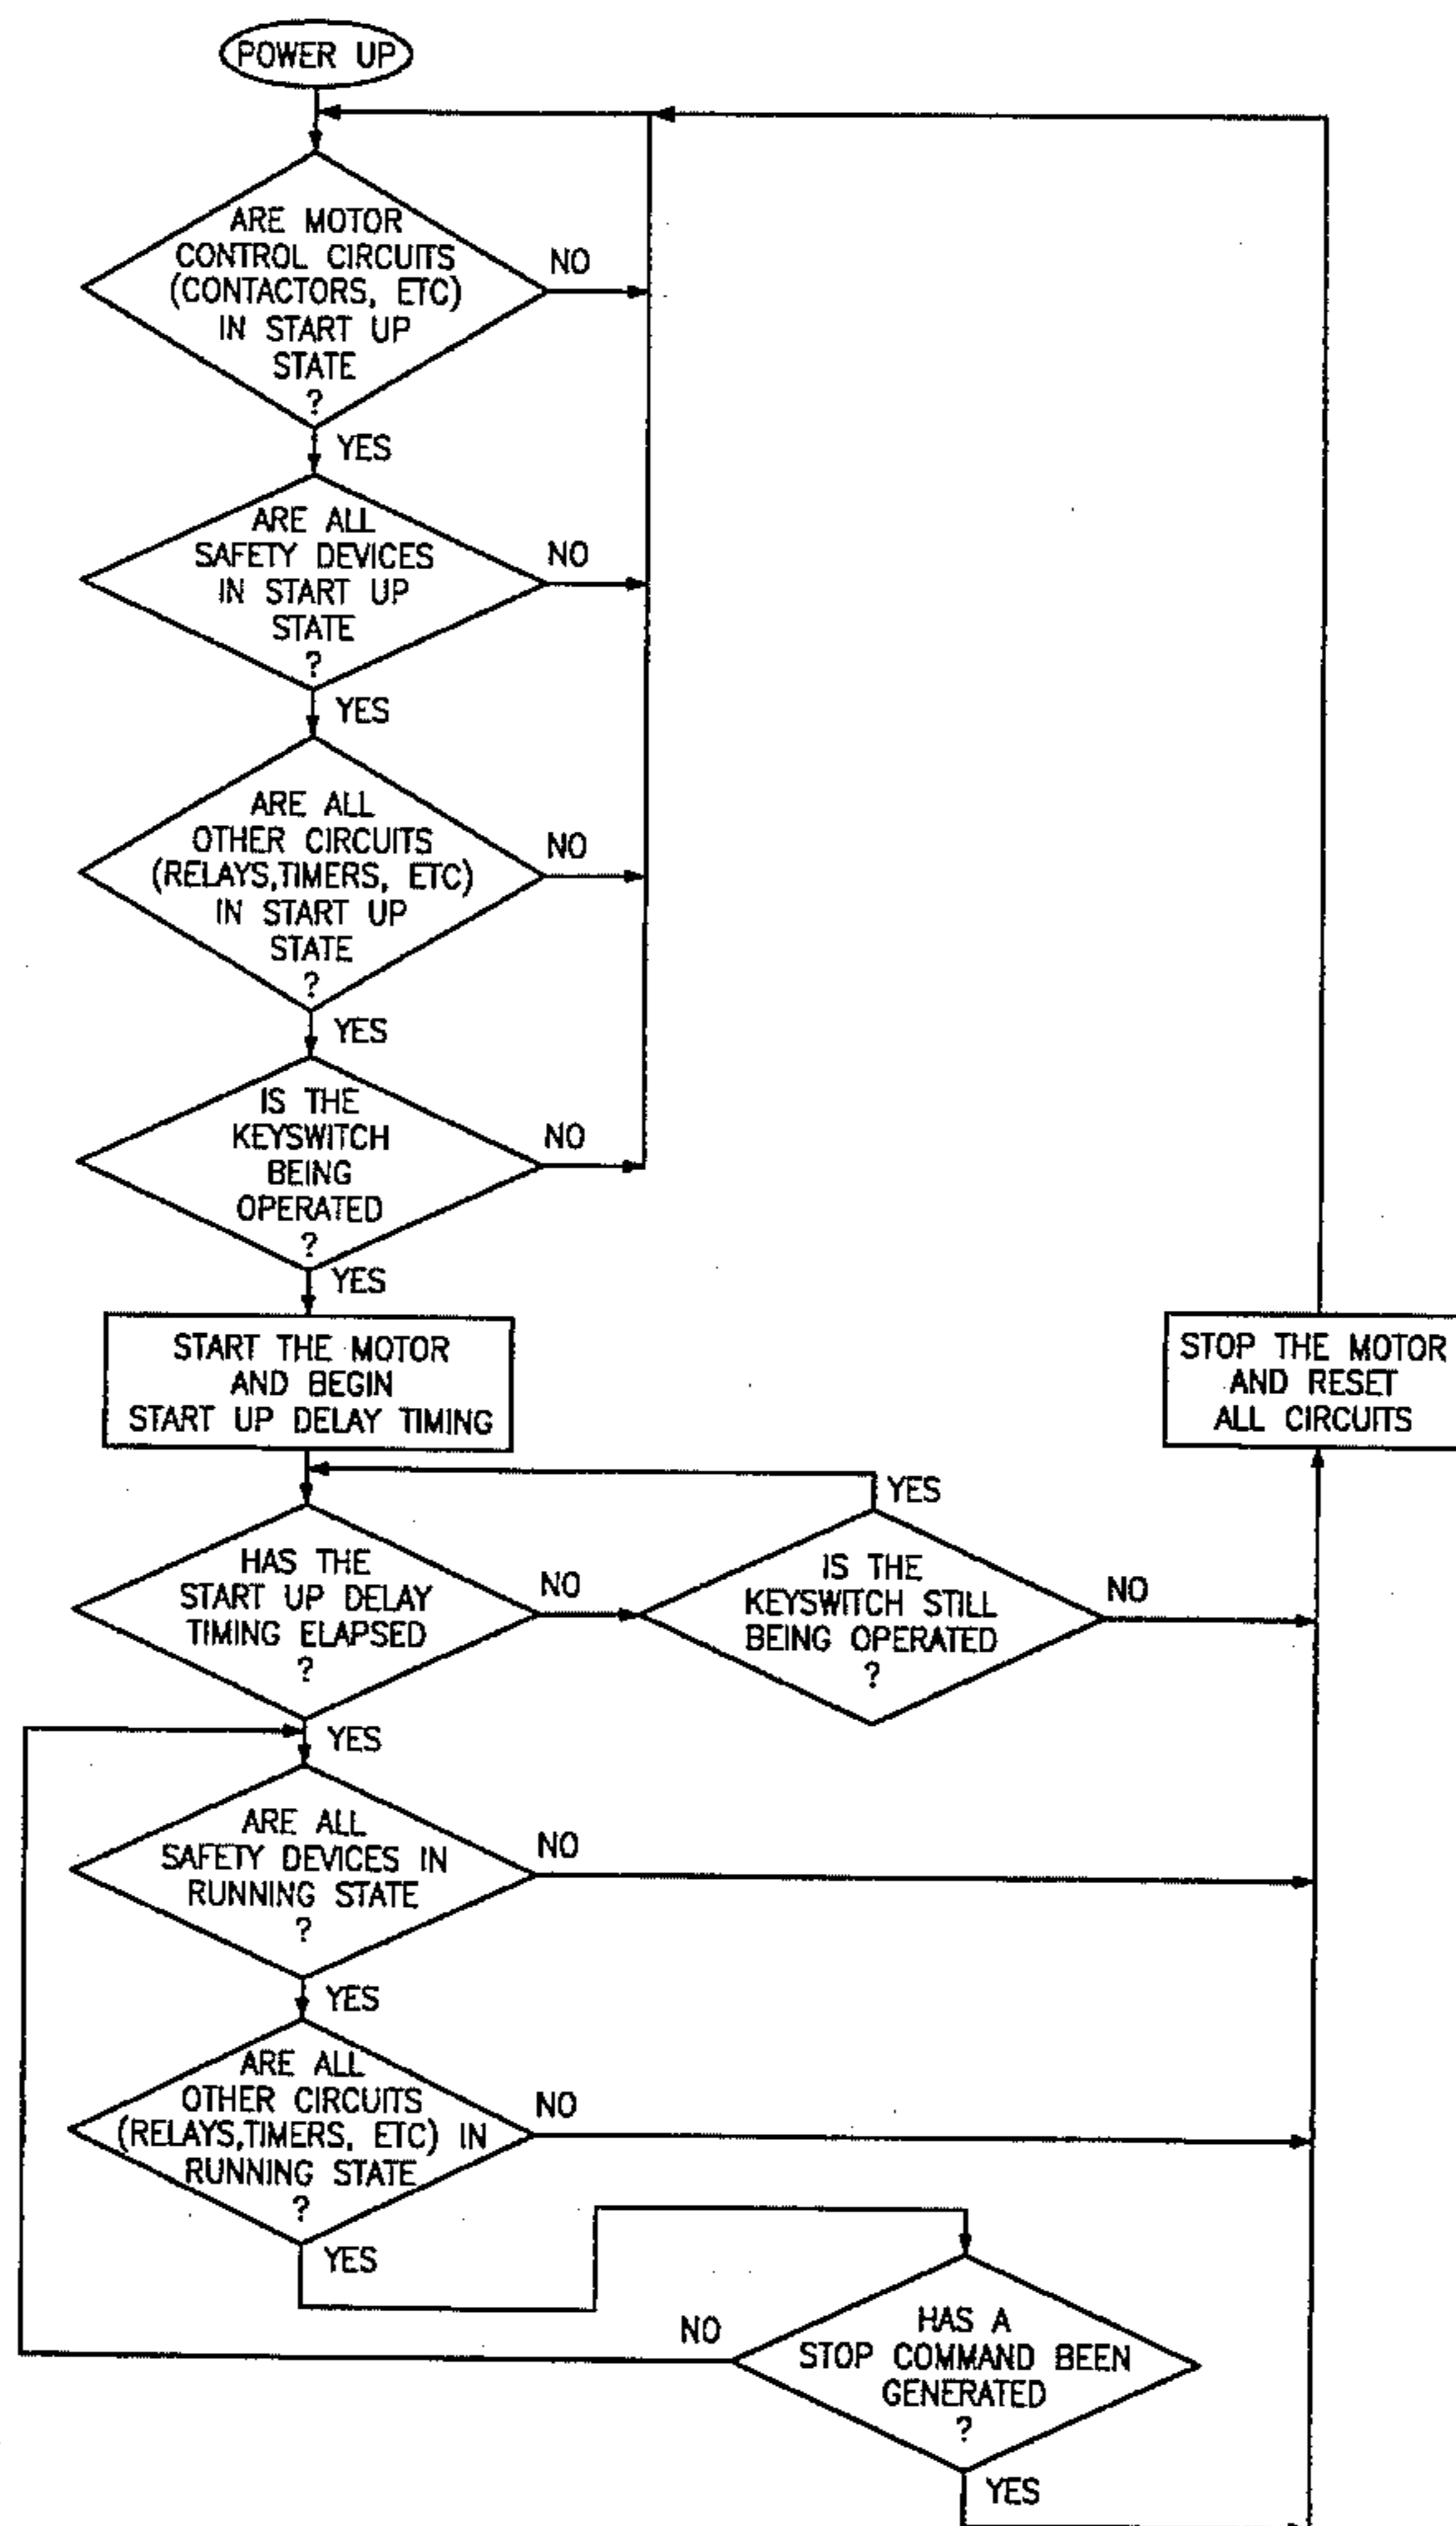 POWER UP
ARE MOTOR
CONTROL CIRCUITS
(CONTACTORS, ETC)
IN START UP
STATE
?
NO
YES
ARE ALL
SAFETY DEVICES
IN START UP
STATE
?
NO
YES
ARE ALL
OTHER CIRCUITS
(RELAYS,TIMERS, ETC)
IN START UP
STATE
?
NO
YES
IS THE
KEYSWITCH
BEING
OPERATED
?
NO
YES
START THE MOTOR
AND BEGIN
START UP DELAY TIMING
STOP THE MOTOR
AND RESET
ALL CIRCUITS
HAS THE
START UP DELAY
TIMING ELAPSED
?
NO
YES
IS THE
KEYSWITCH STILL
BEING OPERATED
?
YES
NO
ARE ALL
SAFETY DEVICES IN
RUNNING STATE
?
NO
YES
ARE ALL
OTHER CIRCUITS
(RELAYS,TIMERS, ETC) IN
RUNNING STATE
?
NO
YES
HAS A
STOP COMMAND BEEN
GENERATED
?
NO
YES